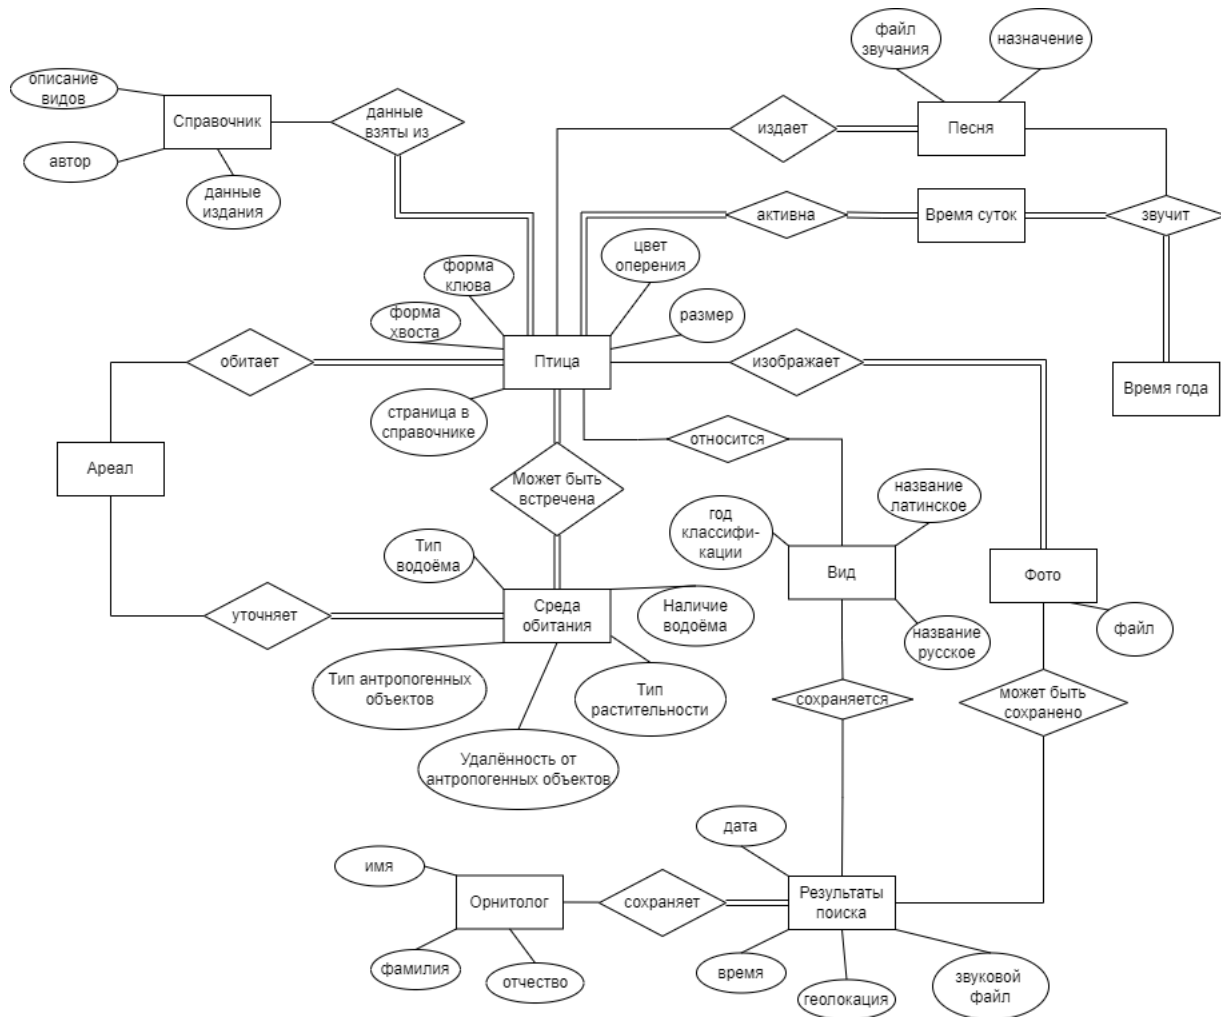 файл
звучания
назначение
описание
видов
Справочник
данные
взяты из
издает
Песня
автор
данные
издания
активна
Время суток
звучит
цвет
оперения
форма
клюва
форма
хвоста
размер
обитает
Птица
изображает
Время года
страница в
справочнике
относится
Ареал
Может быть
встречена
название
латинское
год
классифи-
кации
Тип
водоёма
Вид
Фото
уточняет
Среда
обитания
Наличие
водоёма
файл
название
русское
Тип антропогенных
объектов
Тип
растительности
сохраняется
может быть
сохранено
Удалённость от
антропогенных объектов
дата
имя
Орнитолог
сохраняет
Результаты
поиска
фамилия
отчество
время
геолокация
звуковой
файл